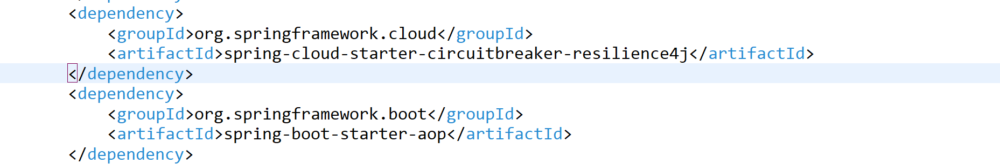 <dependency>
<groupId>org.springframework.cloud</groupId>
<artifactId>spring-cloud-starter-circuitbreaker-resilience4j</artifactId>
</dependency>
<dependency>
<groupId>org.springframework.boot</groupId>
<artifactId>spring-boot-starter-aop</artifactId>
</dependency>